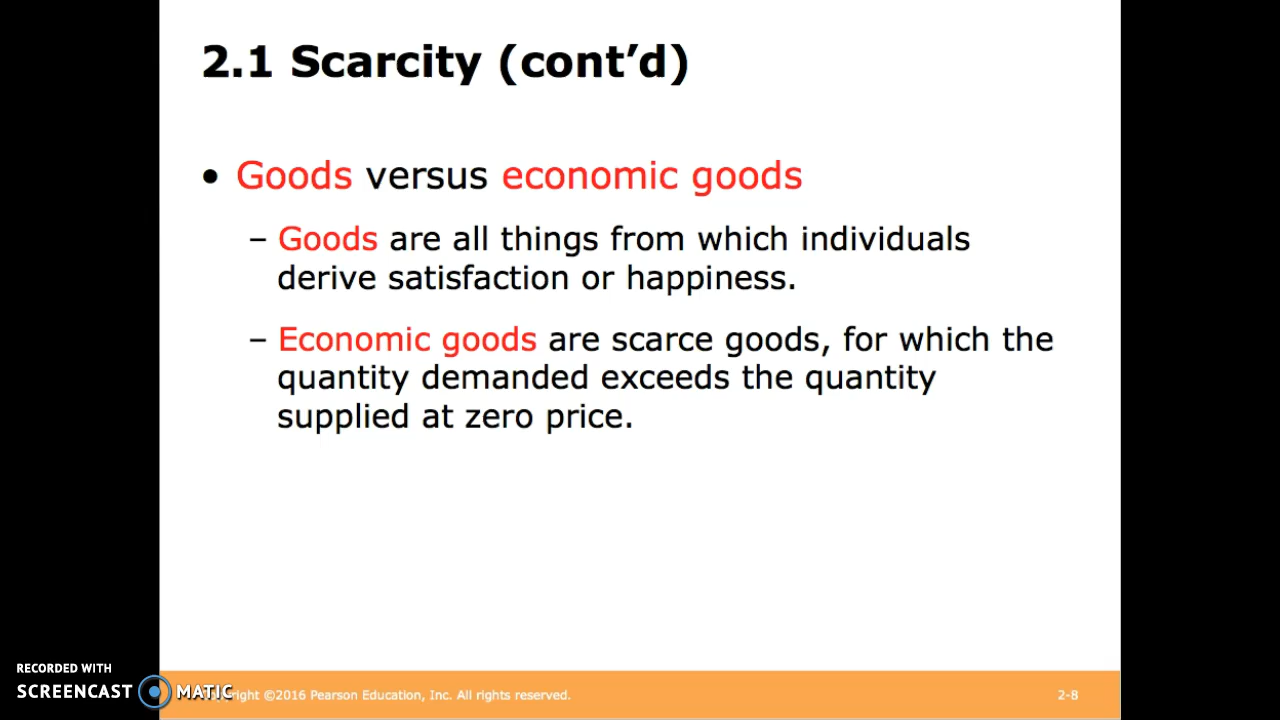 2.1 Scarcity (cont’d)
• Goods versus economic goods
– Goods are all things from which individuals
derive satisfaction or happiness.
– Economic goods are scarce goods, for which the
quantity demanded exceeds the quantity
supplied at zero price.
RECORDED WITH
SCREENCAST MATIC
©2016 Pearson Education, Inc. All rights reserved.
2-8